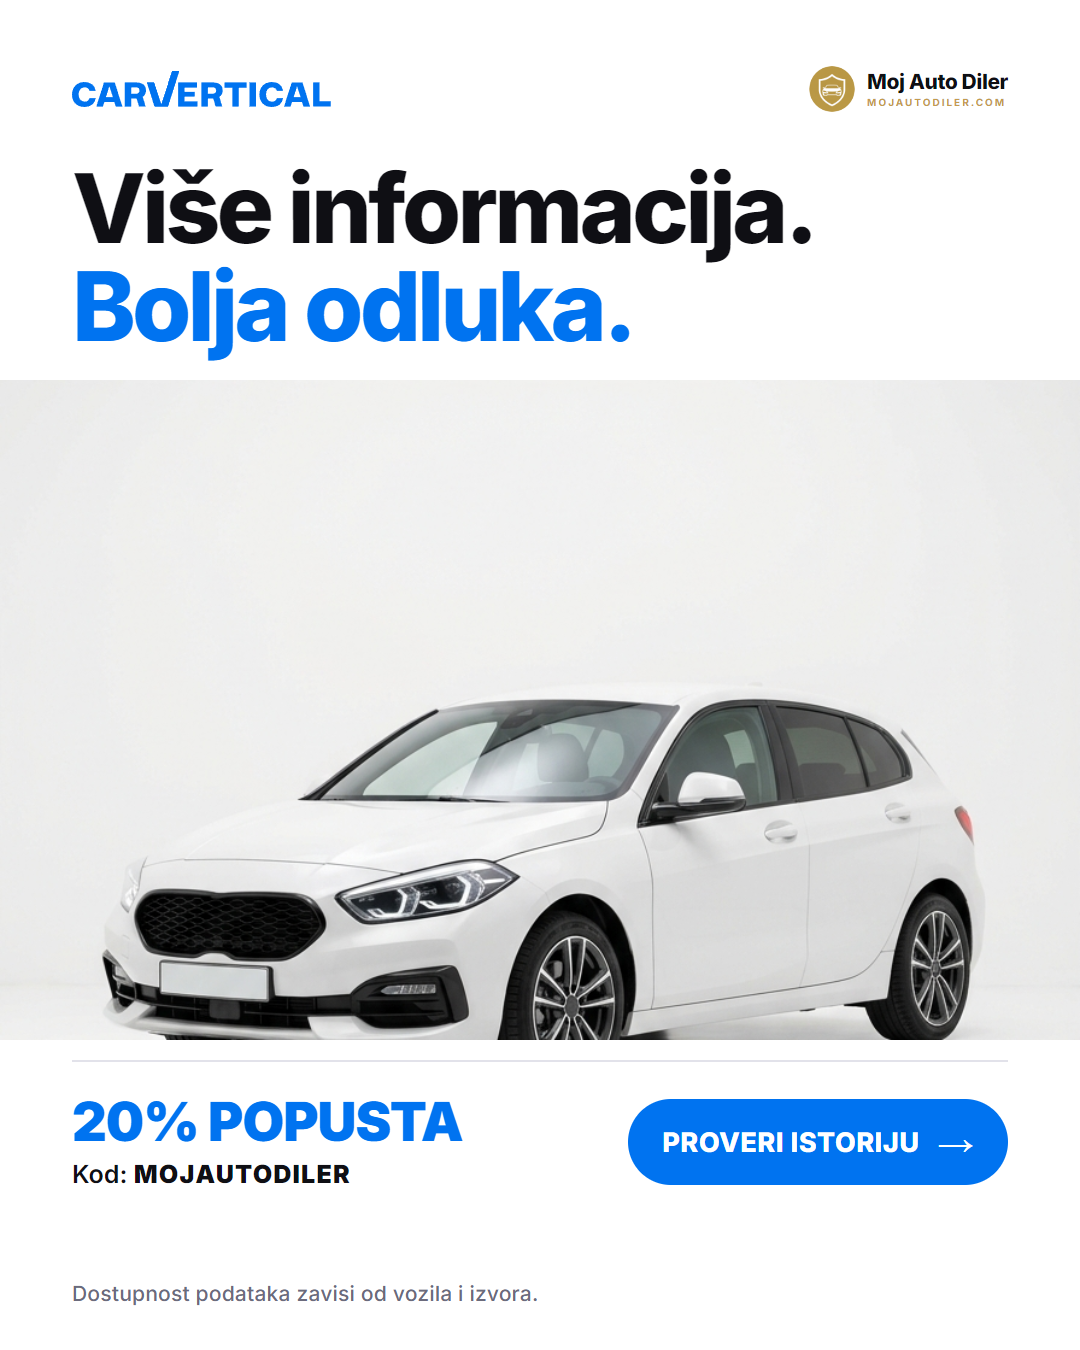 CARVERTICAL
Moj Auto Diler
MOJAUTODILER.COM
Više informacija.
Bolja odluka.
20% POPUSTA
Kod: MOJAUTODILER
PROVERI ISTORIJU →
Dostupnost podataka zavisi od vozila i izvora.